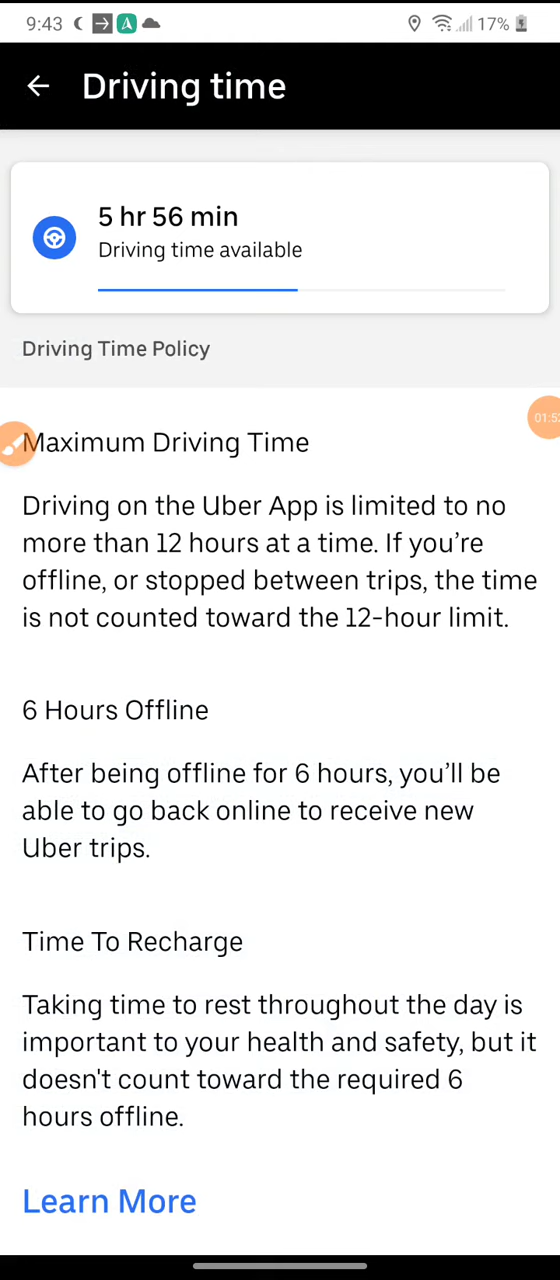 9:43
17%
Driving time
5 hr 56 min
Driving time available
Driving Time Policy
01:5
Maximum Driving Time
Driving on the Uber App is limited to no
more than 12 hours at a time. If you’re
offline, or stopped between trips, the time
is not counted toward the 12-hour limit.
6 Hours Offline
After being offline for 6 hours, you’ll be
able to go back online to receive new
Uber trips.
Time To Recharge
Taking time to rest throughout the day is
important to your health and safety, but it
doesn't count toward the required 6
hours offline.
Learn More